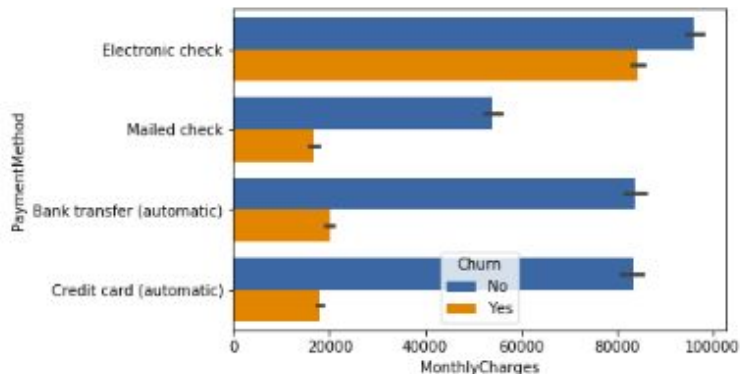 Electronic check
Mailed check
Bank transfer (automatic)
Credit card (automatic)
PaymentMethod
Churn
No
Yes
0 20000 40000 60000 80000 100000
MonthlyCharges